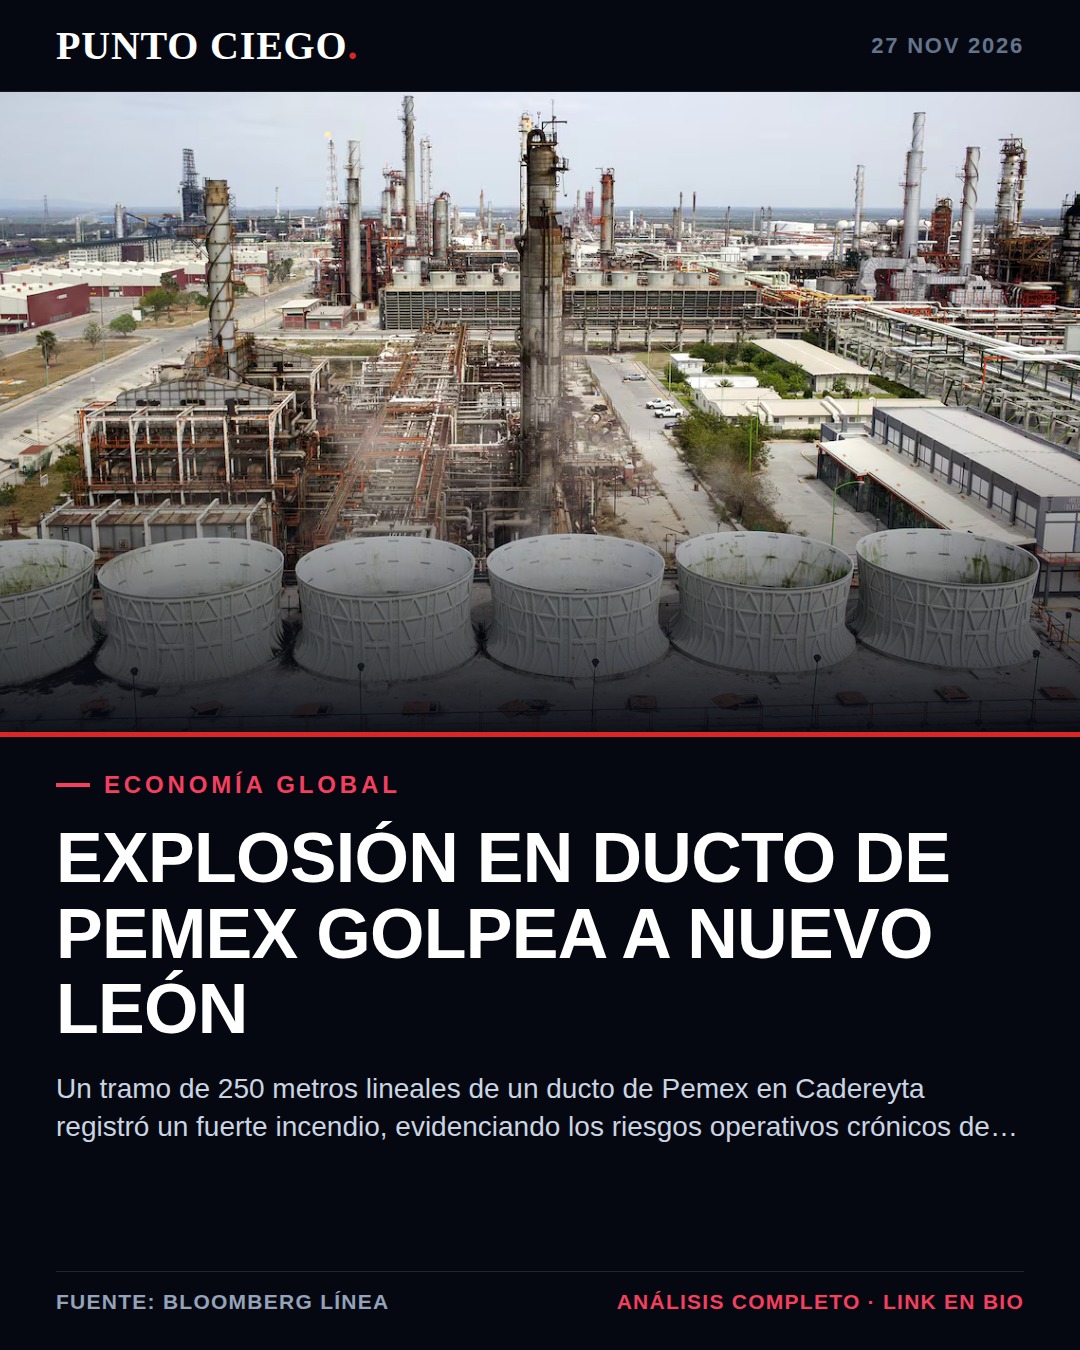 PUNTO CIEGO.
27 NOV 2026
ECONOMÍA GLOBAL
EXPLOSIÓN EN DUCTO DE
PEMEX GOLPEA A NUEVO
LEÓN
Un tramo de 250 metros lineales de un ducto de Pemex en Cadereyta
registró un fuerte incendio, evidenciando los riesgos operativos crónicos de…
FUENTE: BLOOMBERG LÍNEA
ANÁLISIS COMPLETO · LINK EN BIO